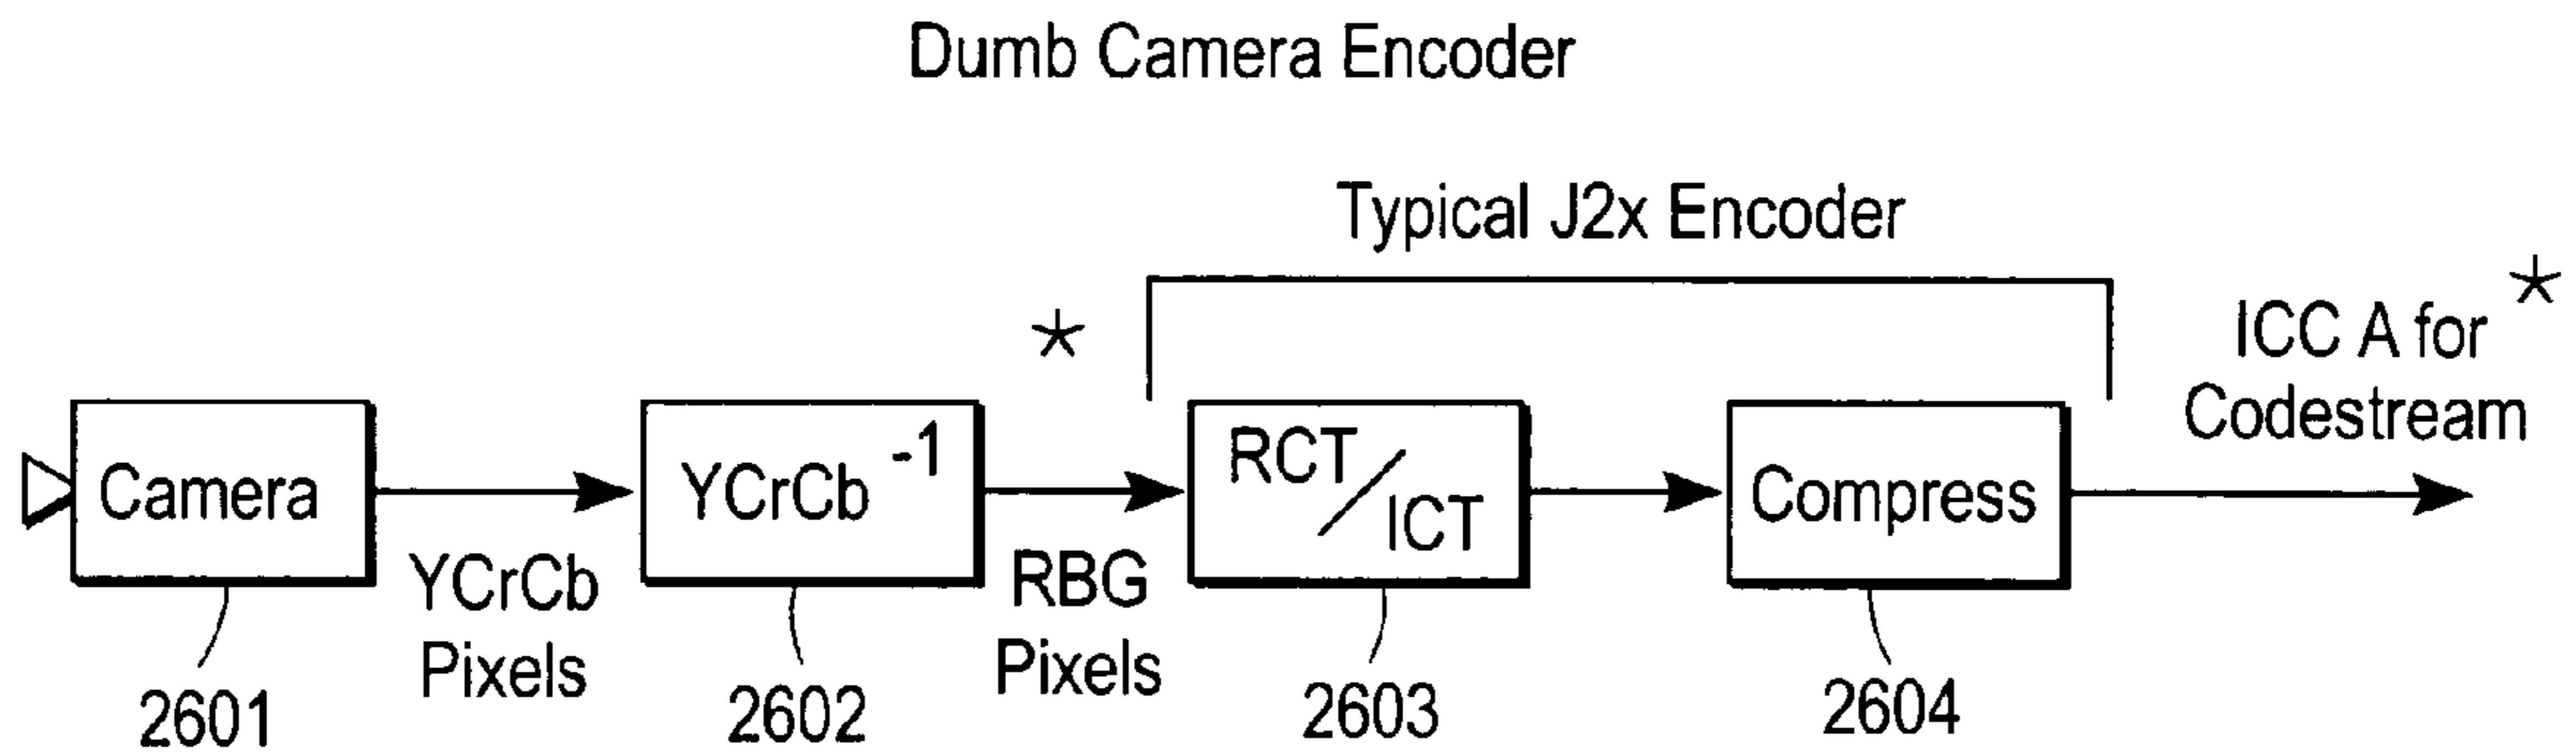 Dumb Camera Encoder
Typical J2x Encoder
*
*
ICC A for
Codestream
Camera
YCrCb
Pixels
YCrCb -1
RBG
Pixels
RCT/ICT
Compress
2601
2602
2603
2604